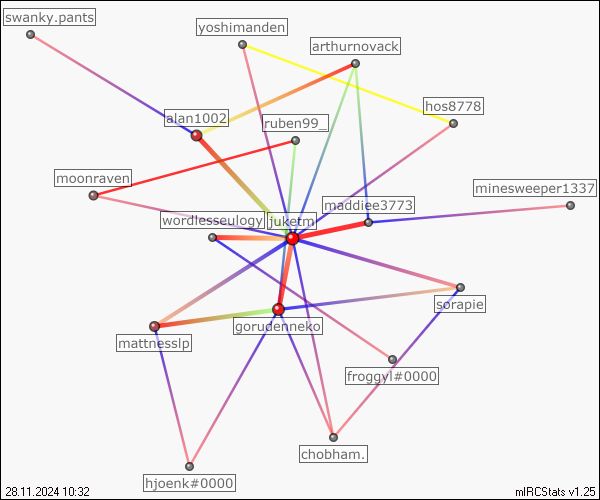 swanky.pants
yoshimanden
arthurnovack
hos8778
alan1002
ruben99_
moonraven
minesweeper1337
maddiee3773
wordlesseulogy
juketm
sorapie
gorudenneko
mattnesslp
froggyl#0000
chobham.
hjoenk#0000
28.11.2024 10:32
mIRCStats v1.25